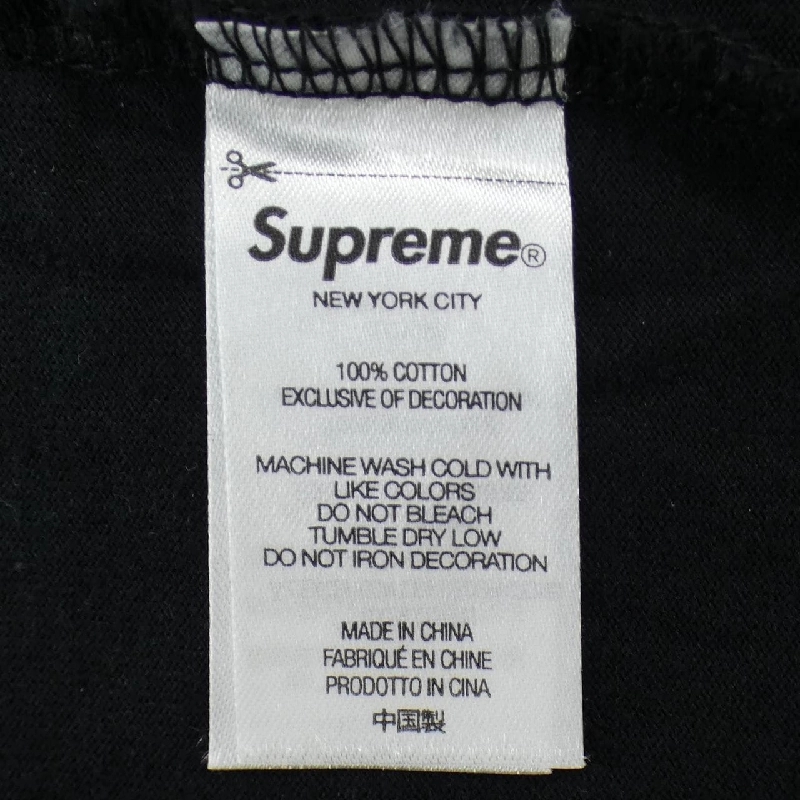 Supreme®
NEW YORK CITY
100% COTTON
EXCLUSIVE OF DECORATION
MACHINE WASH COLD WITH
LIKE COLORS
DO NOT BLEACH
TUMBLE DRY LOW
DO NOT IRON DECORATION
MADE IN CHINA
FABRIQUÉ EN CHINE
PRODOTTO IN CINA
中国製